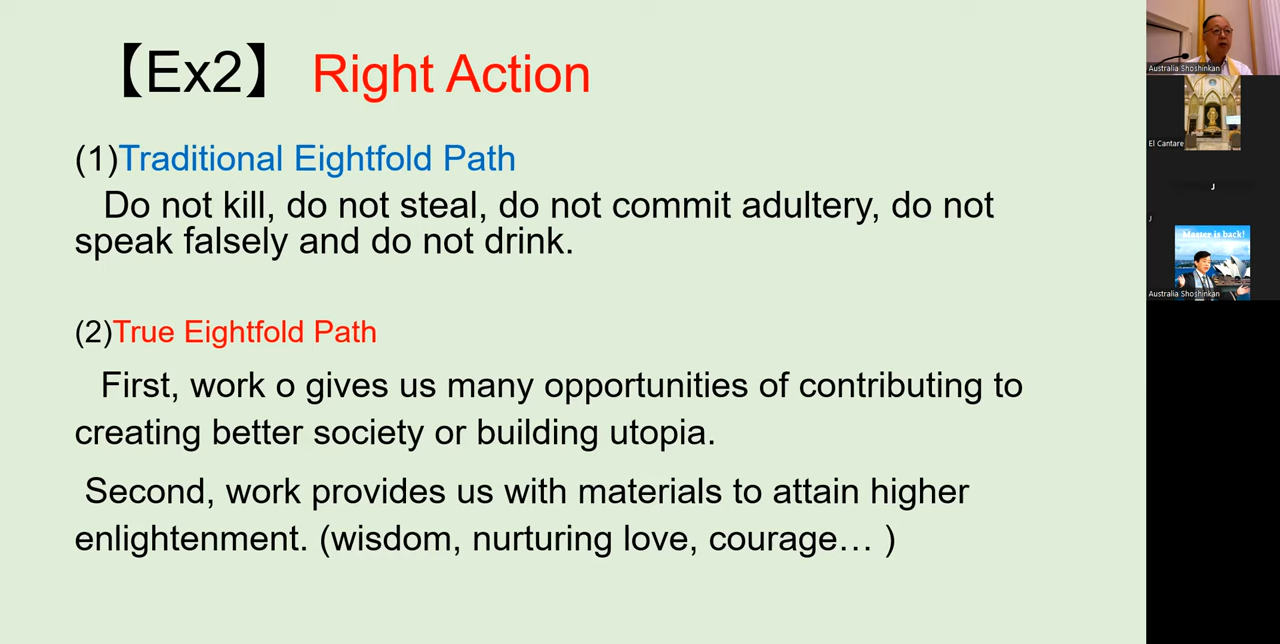 【Ex2】 Right Action
(1)Traditional Eightfold Path
Do not kill, do not steal, do not commit adultery, do not
speak falsely and do not drink.
(2)True Eightfold Path
First, work o gives us many opportunities of contributing to
creating better society or building utopia.
Second, work provides us with materials to attain higher
enlightenment. (wisdom, nurturing love, courage… )
Australia Shoshinkan
El Cantare
J
J
Master is back!
Australia Shoshinkan